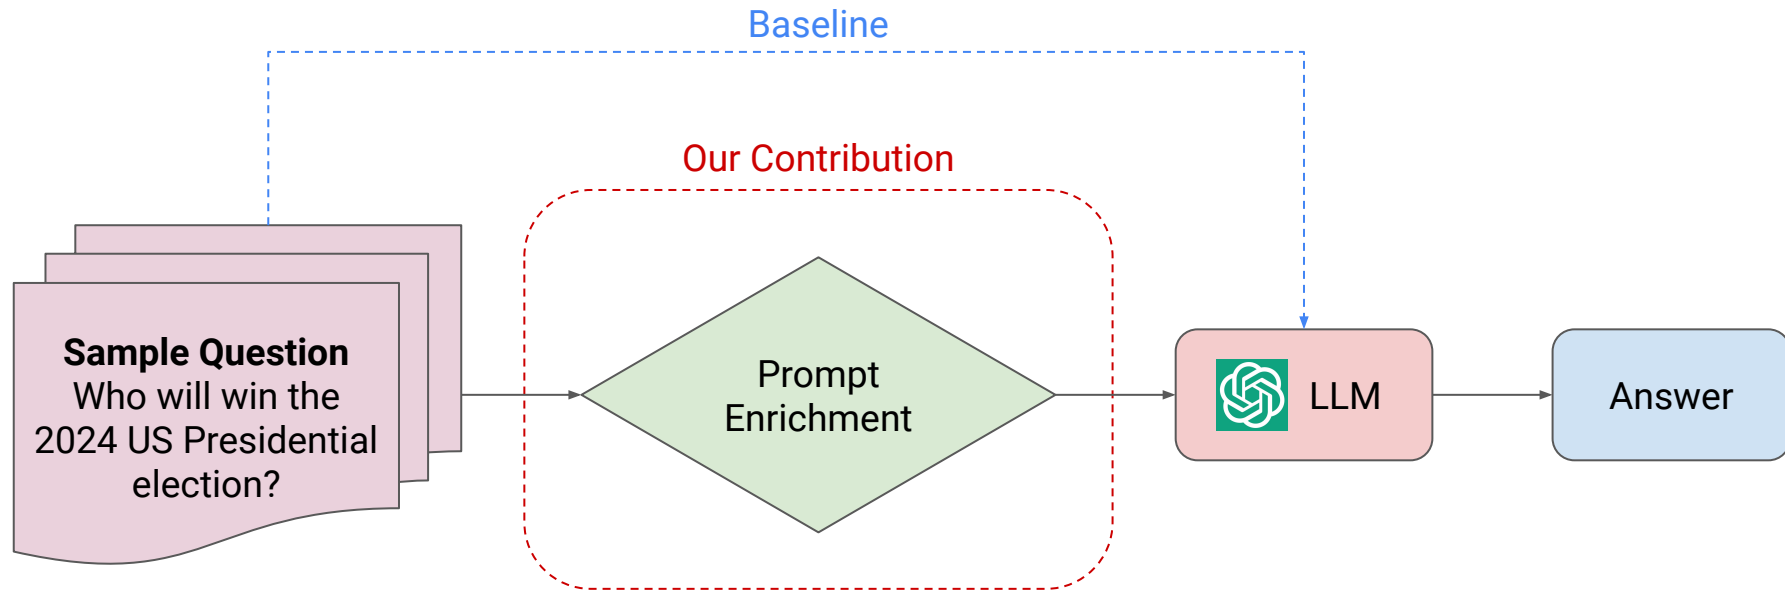 Baseline
Our Contribution
Sample Question
Who will win the
2024 US Presidential
election?
Prompt
Enrichment
LLM
Answer